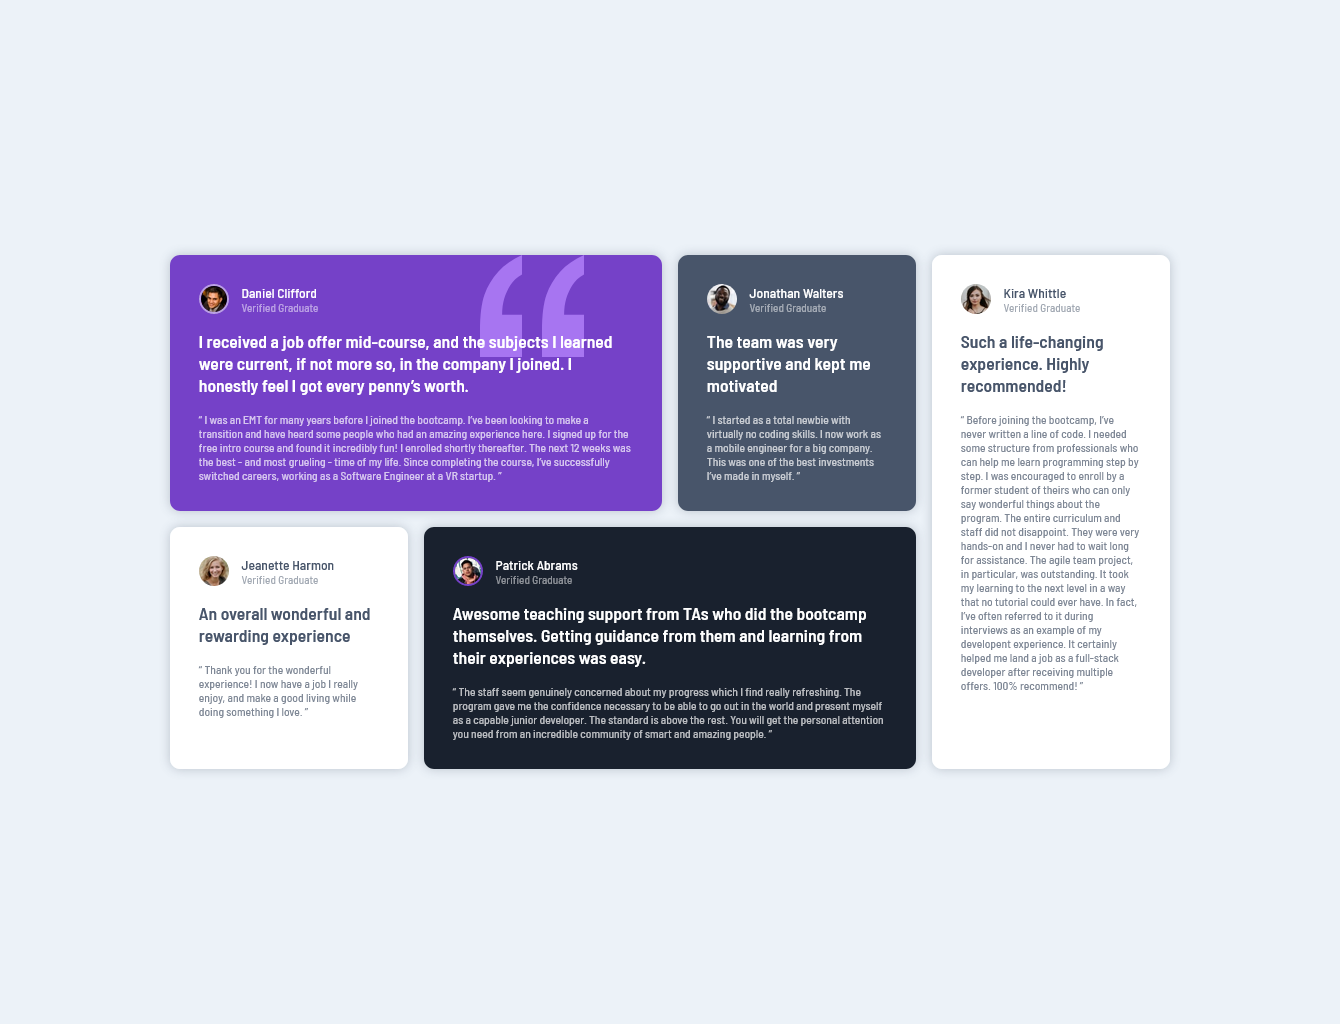 Daniel Clifford
Verified Graduate
I received a job offer mid-course, and the subjects I learned
were current, if not more so, in the company I joined. I
honestly feel I got every penny’s worth.
“ I was an EMT for many years before I joined the bootcamp. I’ve been looking to make a
transition and have heard some people who had an amazing experience here. I signed up for the
free intro course and found it incredibly fun! I enrolled shortly thereafter. The next 12 weeks was
the best - and most grueling - time of my life. Since completing the course, I’ve successfully
switched careers, working as a Software Engineer at a VR startup. ”
Jonathan Walters
Verified Graduate
The team was very
supportive and kept me
motivated
“ I started as a total newbie with
virtually no coding skills. I now work as
a mobile engineer for a big company.
This was one of the best investments
I’ve made in myself. ”
Kira Whittle
Verified Graduate
Such a life-changing
experience. Highly
recommended!
“ Before joining the bootcamp, I’ve
never written a line of code. I needed
some structure from professionals who
can help me learn programming step by
step. I was encouraged to enroll by a
former student of theirs who can only
say wonderful things about the
program. The entire curriculum and
staff did not disappoint. They were very
hands-on and I never had to wait long
for assistance. The agile team project,
in particular, was outstanding. It took
my learning to the next level in a way
that no tutorial could ever have. In fact,
I’ve often referred to it during
interviews as an example of my
developent experience. It certainly
helped me land a job as a full-stack
developer after receiving multiple
offers. 100% recommend! ”
Jeanette Harmon
Verified Graduate
An overall wonderful and
rewarding experience
“ Thank you for the wonderful
experience! I now have a job I really
enjoy, and make a good living while
doing something I love. ”
Patrick Abrams
Verified Graduate
Awesome teaching support from TAs who did the bootcamp
themselves. Getting guidance from them and learning from
their experiences was easy.
“ The staff seem genuinely concerned about my progress which I find really refreshing. The
program gave me the confidence necessary to be able to go out in the world and present myself
as a capable junior developer. The standard is above the rest. You will get the personal attention
you need from an incredible community of smart and amazing people. ”